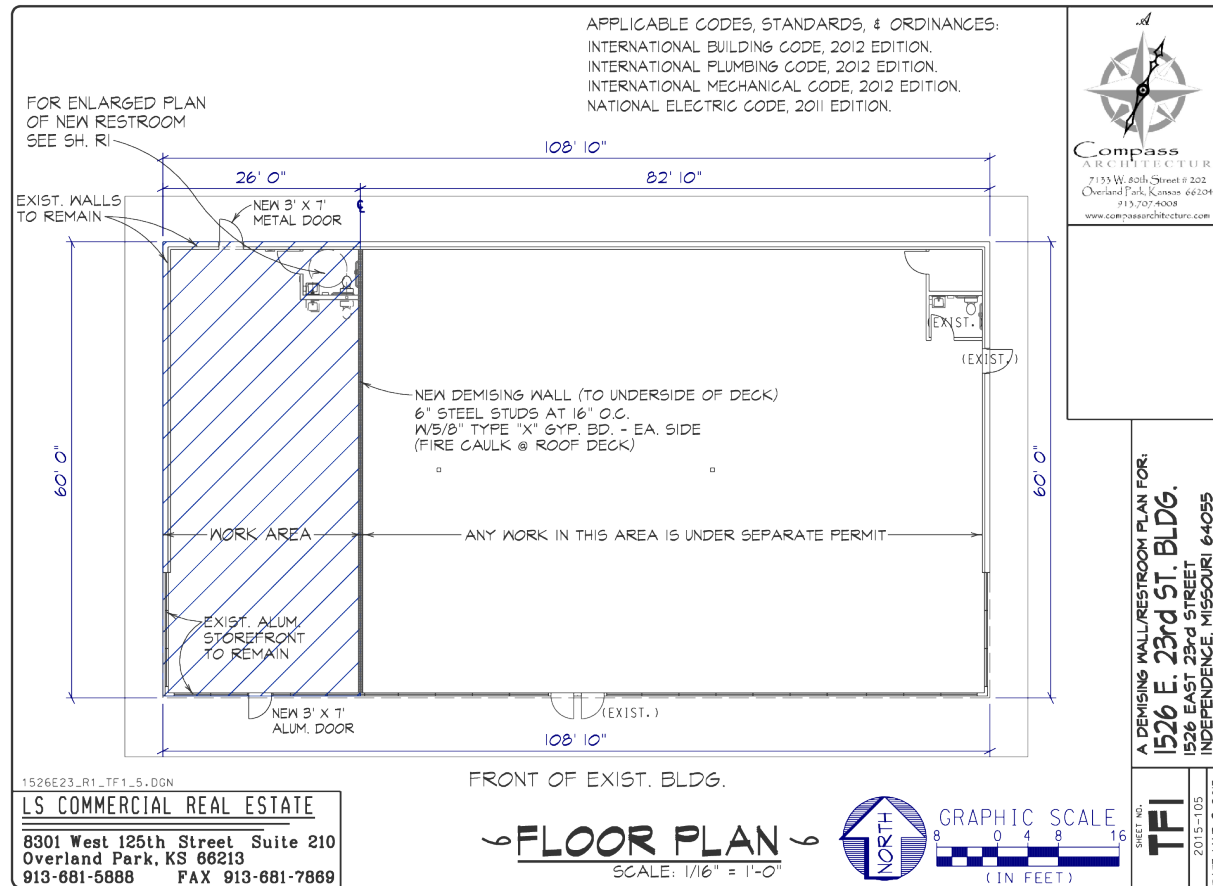 APPLICABLE CODES, STANDARDS, & ORDINANCES:
INTERNATIONAL BUILDING CODE, 2012 EDITION.
INTERNATIONAL PLUMBING CODE, 2012 EDITION.
INTERNATIONAL MECHANICAL CODE, 2012 EDITION.
NATIONAL ELECTRIC CODE, 2011 EDITION.
Compass
ARCHITECTUR
7133 W. 80th Street # 202
Overland Park, Kansas 66204
913.707.4008
www.compassarchitecture.com
FOR ENLARGED PLAN
OF NEW RESTROOM
SEE SH. R1
108' 10"
26' 0"
82' 10"
EXIST. WALLS
TO REMAIN
NEW 3' X 7'
METAL DOOR
(EXIST.
(EXIST.)
NEW DEMISING WALL (TO UNDERSIDE OF DECK)
6" STEEL STUDS AT 16" O.C.
W/5/8" TYPE "X" GYP. BD. - EA. SIDE
(FIRE CAULK @ ROOF DECK)
60' 0"
60' 0"
WORK AREA
ANY WORK IN THIS AREA IS UNDER SEPARATE PERMIT
EXIST. ALUM.
STOREFRONT
TO REMAIN
NEW 3' X 7'
ALUM. DOOR
(EXIST.)
108' 10"
FRONT OF EXIST. BLDG.
1526E23_R1_TF1_5.DGN
LS COMMERCIAL REAL ESTATE
8301 West 125th Street Suite 210
Overland Park, KS 66213
913-681-5888 FAX 913-681-7869
FLOOR PLAN
SCALE: 1/16" = 1'-0"
NORTH
GRAPHIC SCALE
8 0 4 8 16
(IN FEET)
A DEMISING WALL/RESTROOM PLAN FOR:
1526 E. 23rd ST. BLDG.
1526 EAST 23rd STREET
INDEPENDENCE, MISSOURI 64055
SHEET NO.
TF1
2015-105